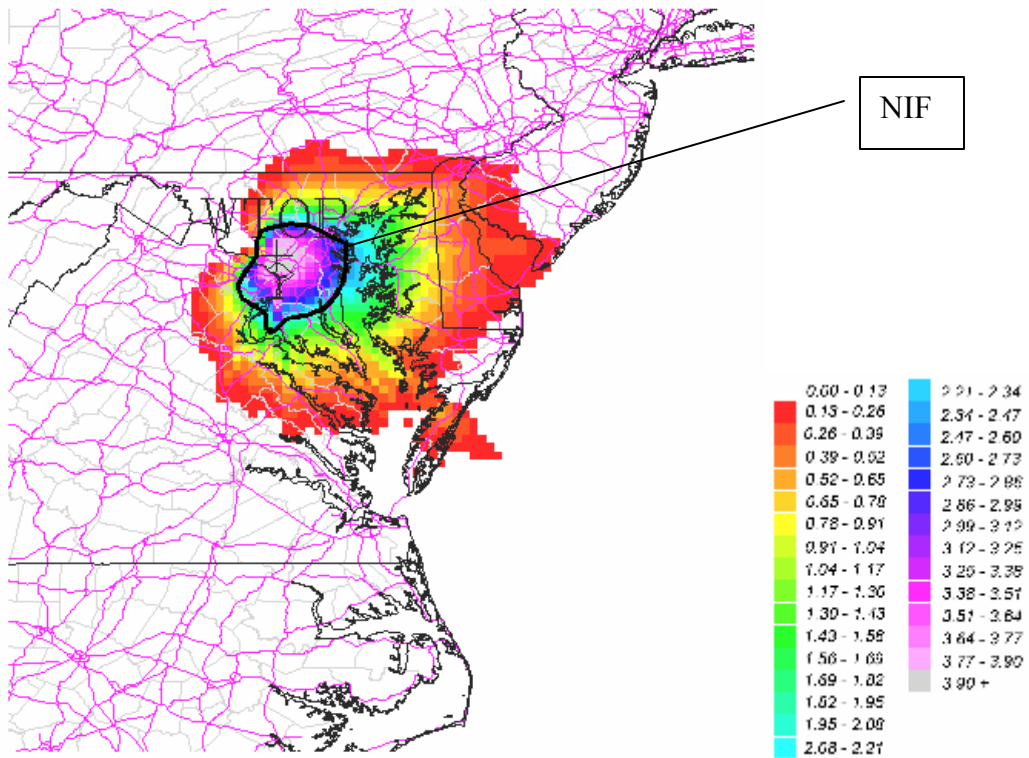 NIF
WTOP
0.00 - 0.13
0.13 - 0.26
0.26 - 0.39
0.39 - 0.52
0.52 - 0.65
0.65 - 0.78
0.78 - 0.91
0.91 - 1.04
1.04 - 1.17
1.17 - 1.30
1.30 - 1.43
1.43 - 1.56
1.56 - 1.69
1.69 - 1.82
1.82 - 1.95
1.95 - 2.08
2.08 - 2.21
2.21 - 2.34
2.34 - 2.47
2.47 - 2.60
2.60 - 2.73
2.73 - 2.86
2.86 - 2.99
2.99 - 3.12
3.12 - 3.25
3.25 - 3.38
3.38 - 3.51
3.51 - 3.64
3.64 - 3.77
3.77 - 3.90
3.90 +